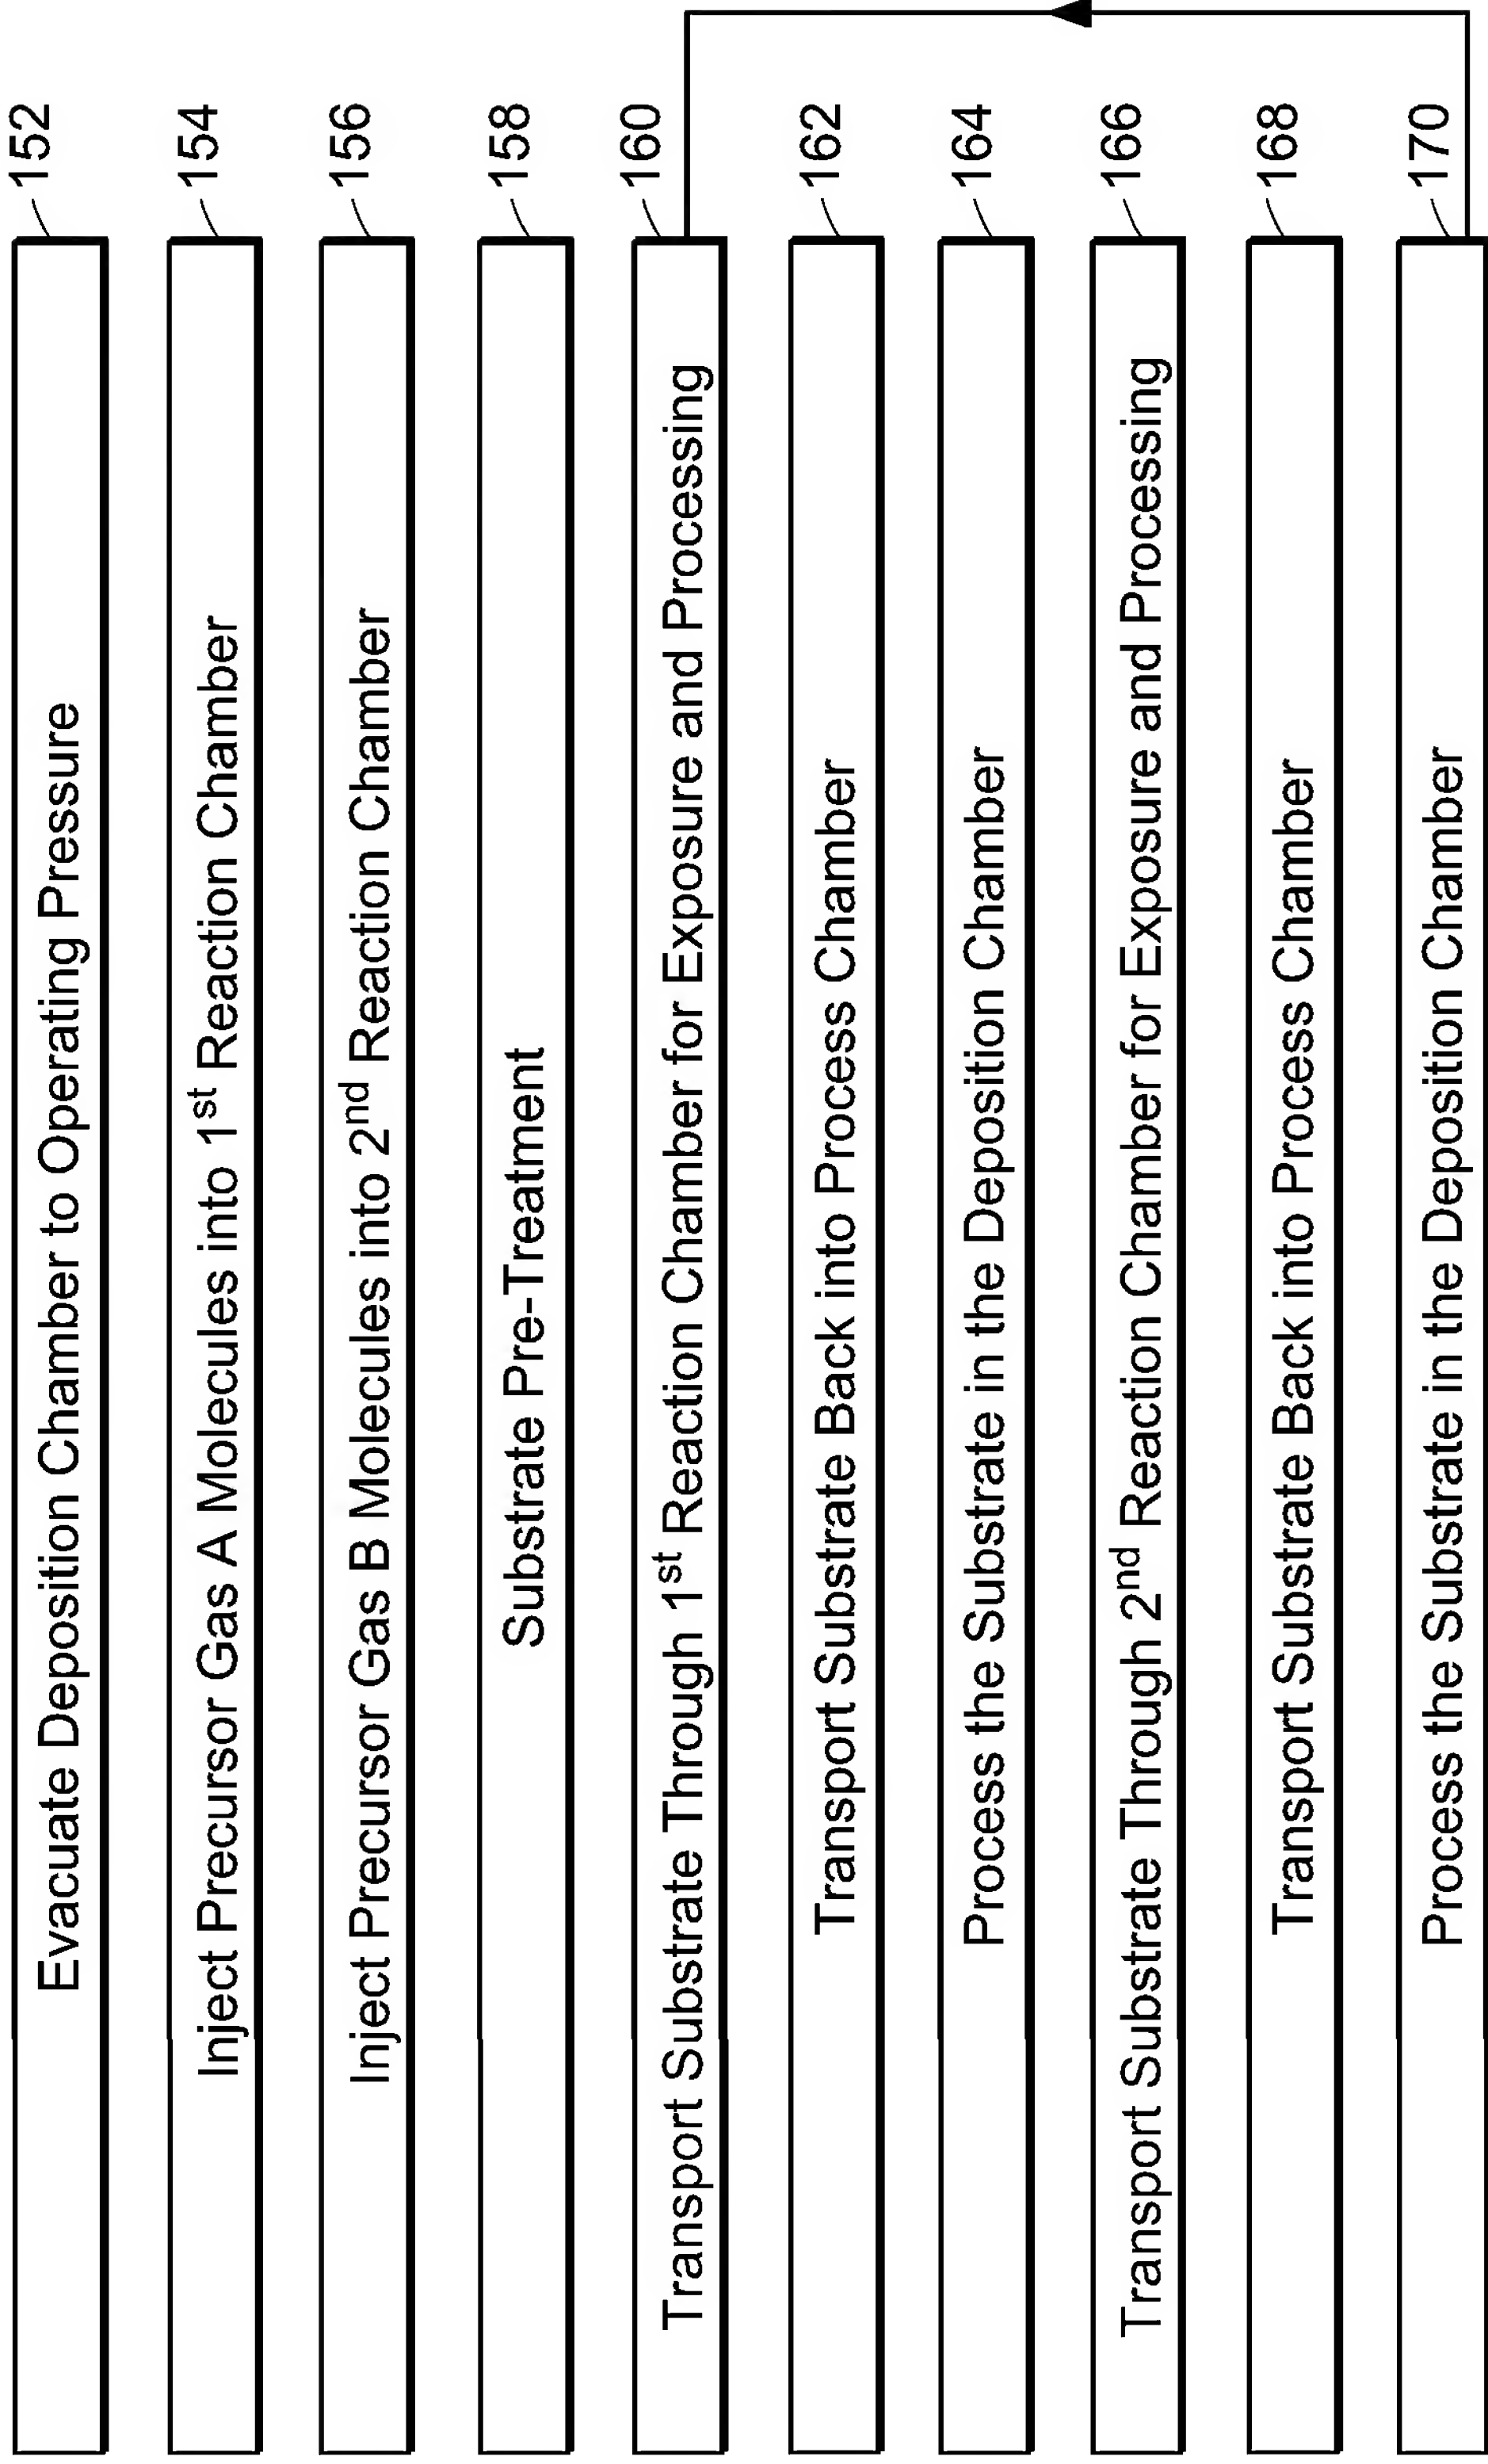 Evacuate Deposition Chamber to Operating Pressure 152
Inject Precursor Gas A Molecules into 1st Reaction Chamber 154
Inject Precursor Gas B Molecules into 2nd Reaction Chamber 156
Substrate Pre-Treatment 158
Transport Substrate Through 1st Reaction Chamber for Exposure and Processing 160
Transport Substrate Back into Process Chamber 162
Process the Substrate in the Deposition Chamber 164
Transport Substrate Through 2nd Reaction Chamber for Exposure and Processing 166
Transport Substrate Back into Process Chamber 168
Process the Substrate in the Deposition Chamber 170